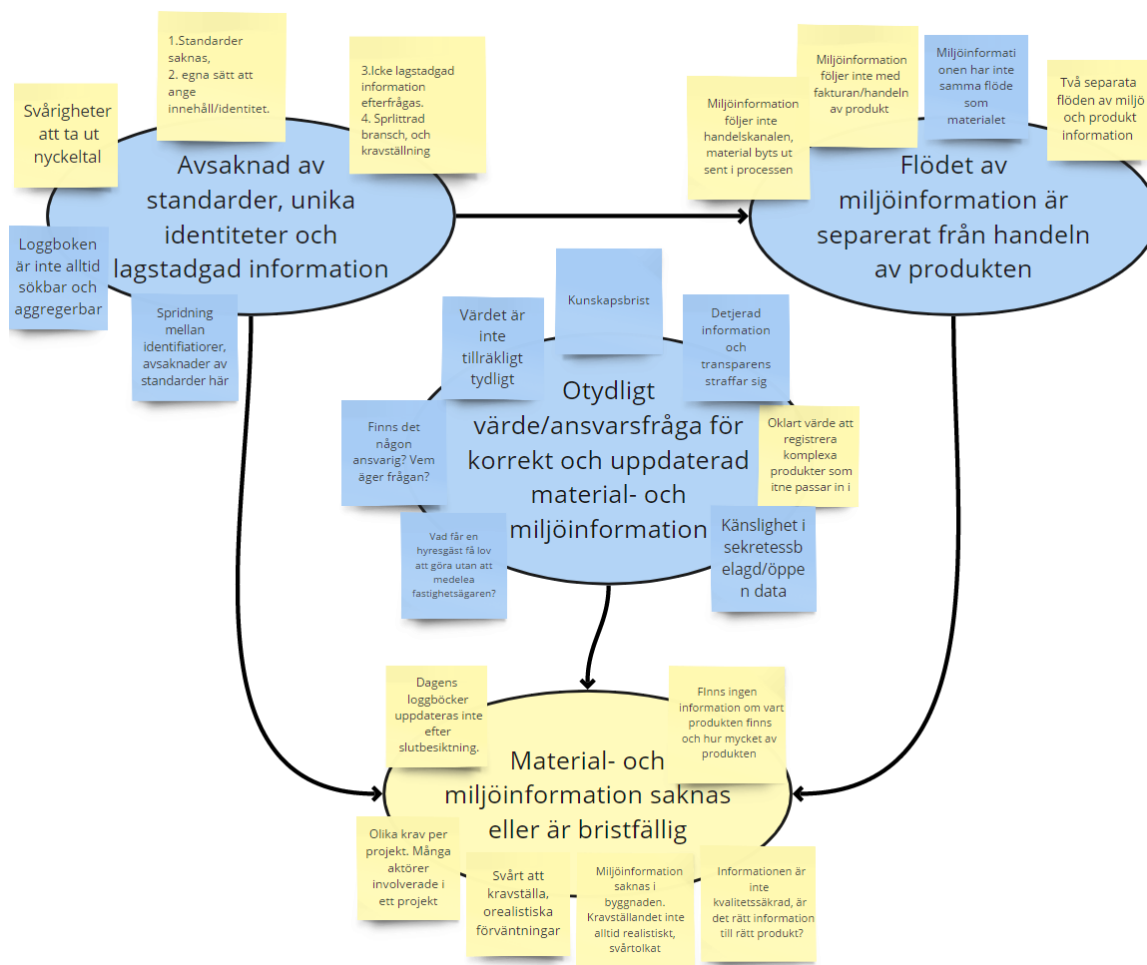 1.Standarder
saknas,
2. egna sätt att
ange
innehåll/identitet.
3.Icke lagstadgad
information
efterfrågas.
4. Sprlittrad
bransch, och
kravställning
Svårigheter
att ta ut
nyckeltal
Avsaknad av
standarder, unika
identiteter och
lagstadgad information
Loggboken
är inte alltid
sökbar och
aggregerbar
Spridning
mellan
identifiatiorer,
avsaknader av
standarder här
Miljöinformation
följer inte
handelskanalen,
material byts ut
sent i processen
Miljöinformation
följer inte med
fakturan/handeln
av produkt
Miljöinformati
onen har inte
samma flöde
som
materialet
Två separata
flöden av miljö
och produkt
information
Flödet av
miljöinformation är
separerat från handeln
av produkten
Värdet är
inte
tillräkligt
tydligt
Kunskapsbrist
Detjerad
information
och
transparens
straffar sig
Finns det
någon
ansvarig? Vem
äger frågan?
Otydligt
värde/ansvarsfråga för
korrekt och uppdaterad
material- och
miljöinformation
Oklart värde att
registrera
komplexa
produkter som
itne passar in i
Vad får en
hyresgäst få lov
att göra utan att
medelea
fastighetsägaren?
Känslighet i
sekretessb
elagd/öppe
n data
Dagens
loggböcker
uppdateras inte
efter
slutbesiktning.
FInns ingen
information om vart
produkten finns
och hur mycket av
produkten
Material- och
miljöinformation saknas
eller är bristfällig
Olika krav per
projekt. Många
aktörer
involverade i
ett projekt
Svårt att
kravställa,
orealistiska
förväntningar
Miljöinformation
saknas i
byggnaden.
Kravställandet inte
alltid realistiskt,
svårtolkat
Informationen är
inte
kvalitetssäkrad, är
det rätt information
till rätt produkt?